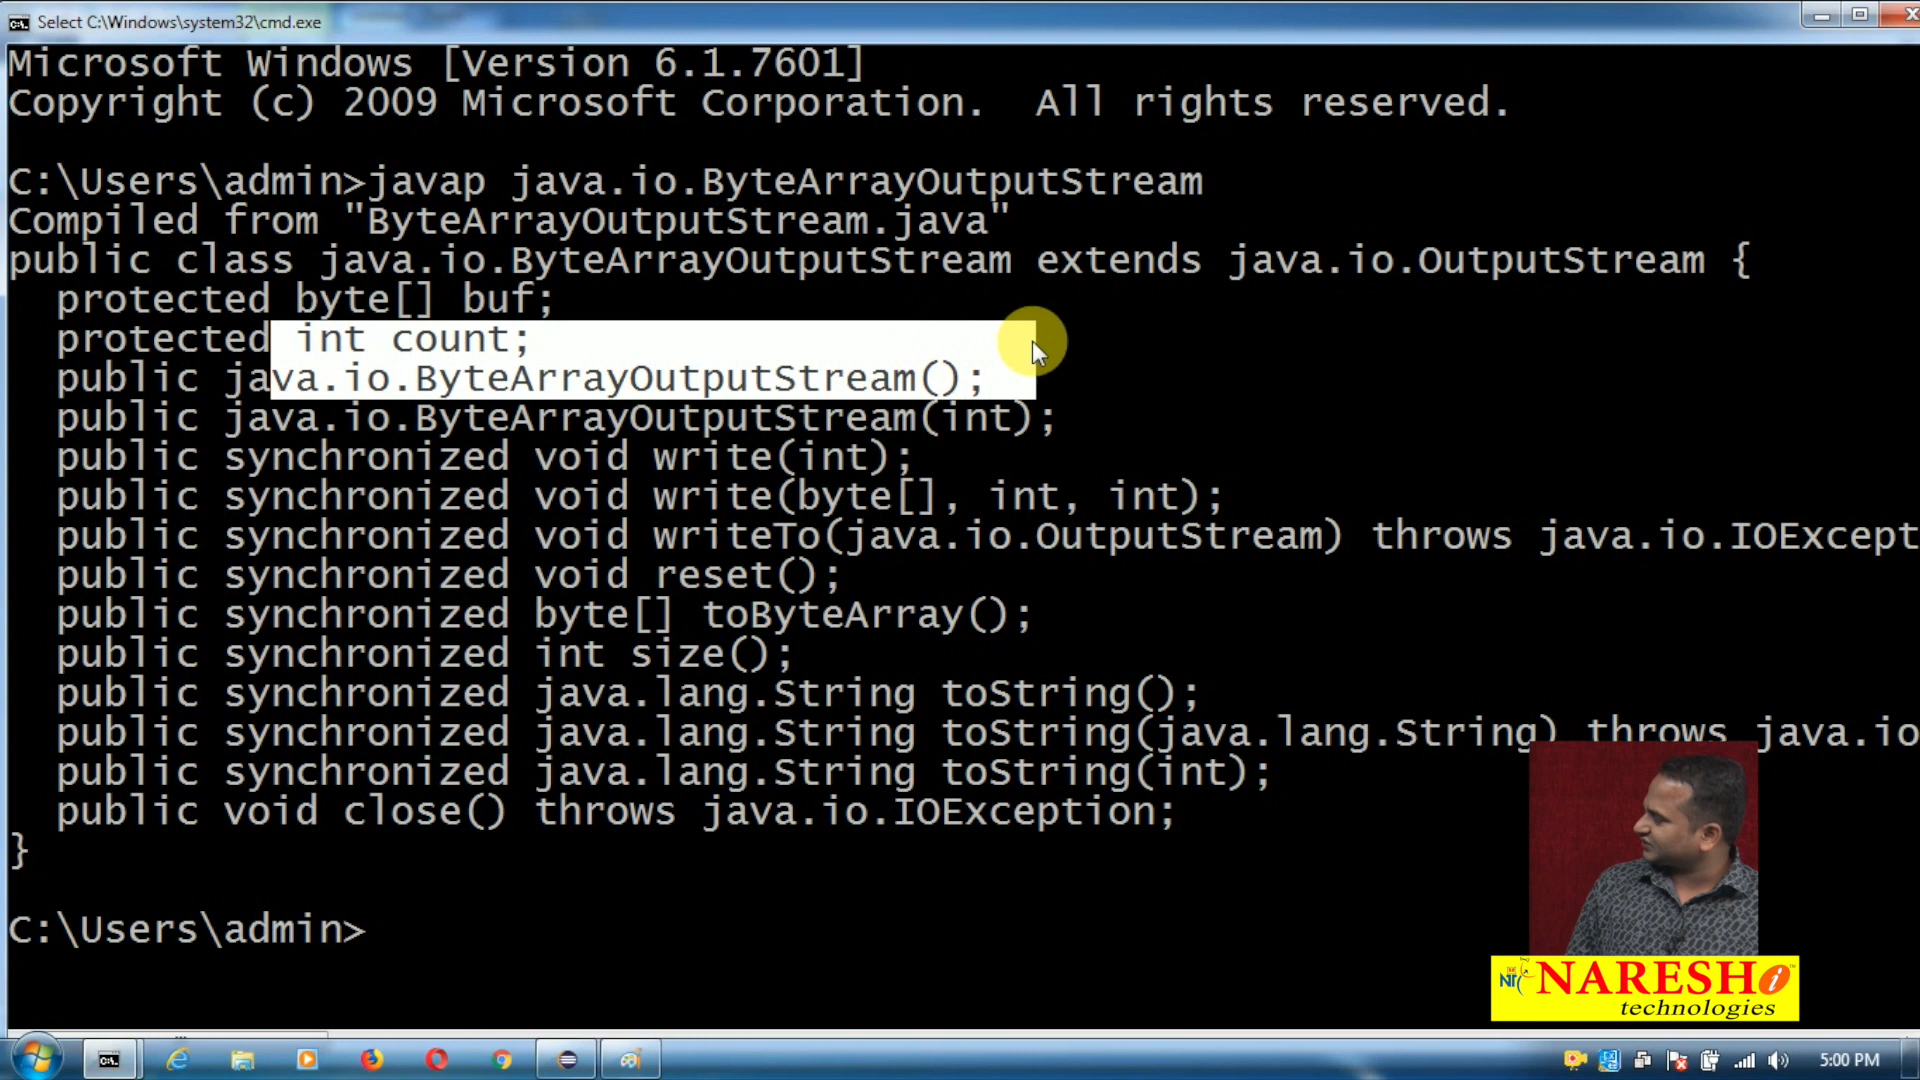 Select C:\Windows\system32\cmd.exe
Microsoft Windows [Version 6.1.7601]
Copyright (c) 2009 Microsoft Corporation.  All rights reserved.
C:\Users\admin>javap java.io.ByteArrayOutputStream
Compiled from "ByteArrayOutputStream.java"
public class java.io.ByteArrayOutputStream extends java.io.OutputStream {
  protected byte[] buf;
  protected int count;
  public java.io.ByteArrayOutputStream();
  public java.io.ByteArrayOutputStream(int);
  public synchronized void write(int);
  public synchronized void write(byte[], int, int);
  public synchronized void writeTo(java.io.OutputStream) throws java.io.IOExcept
  public synchronized void reset();
  public synchronized byte[] toByteArray();
  public synchronized int size();
  public synchronized java.lang.String toString();
  public synchronized java.lang.String toString(java.lang.String) throws java.io
  public synchronized java.lang.String toString(int);
  public void close() throws java.io.IOException;
}
C:\Users\admin>
NARESH i
technologies
5:00 PM